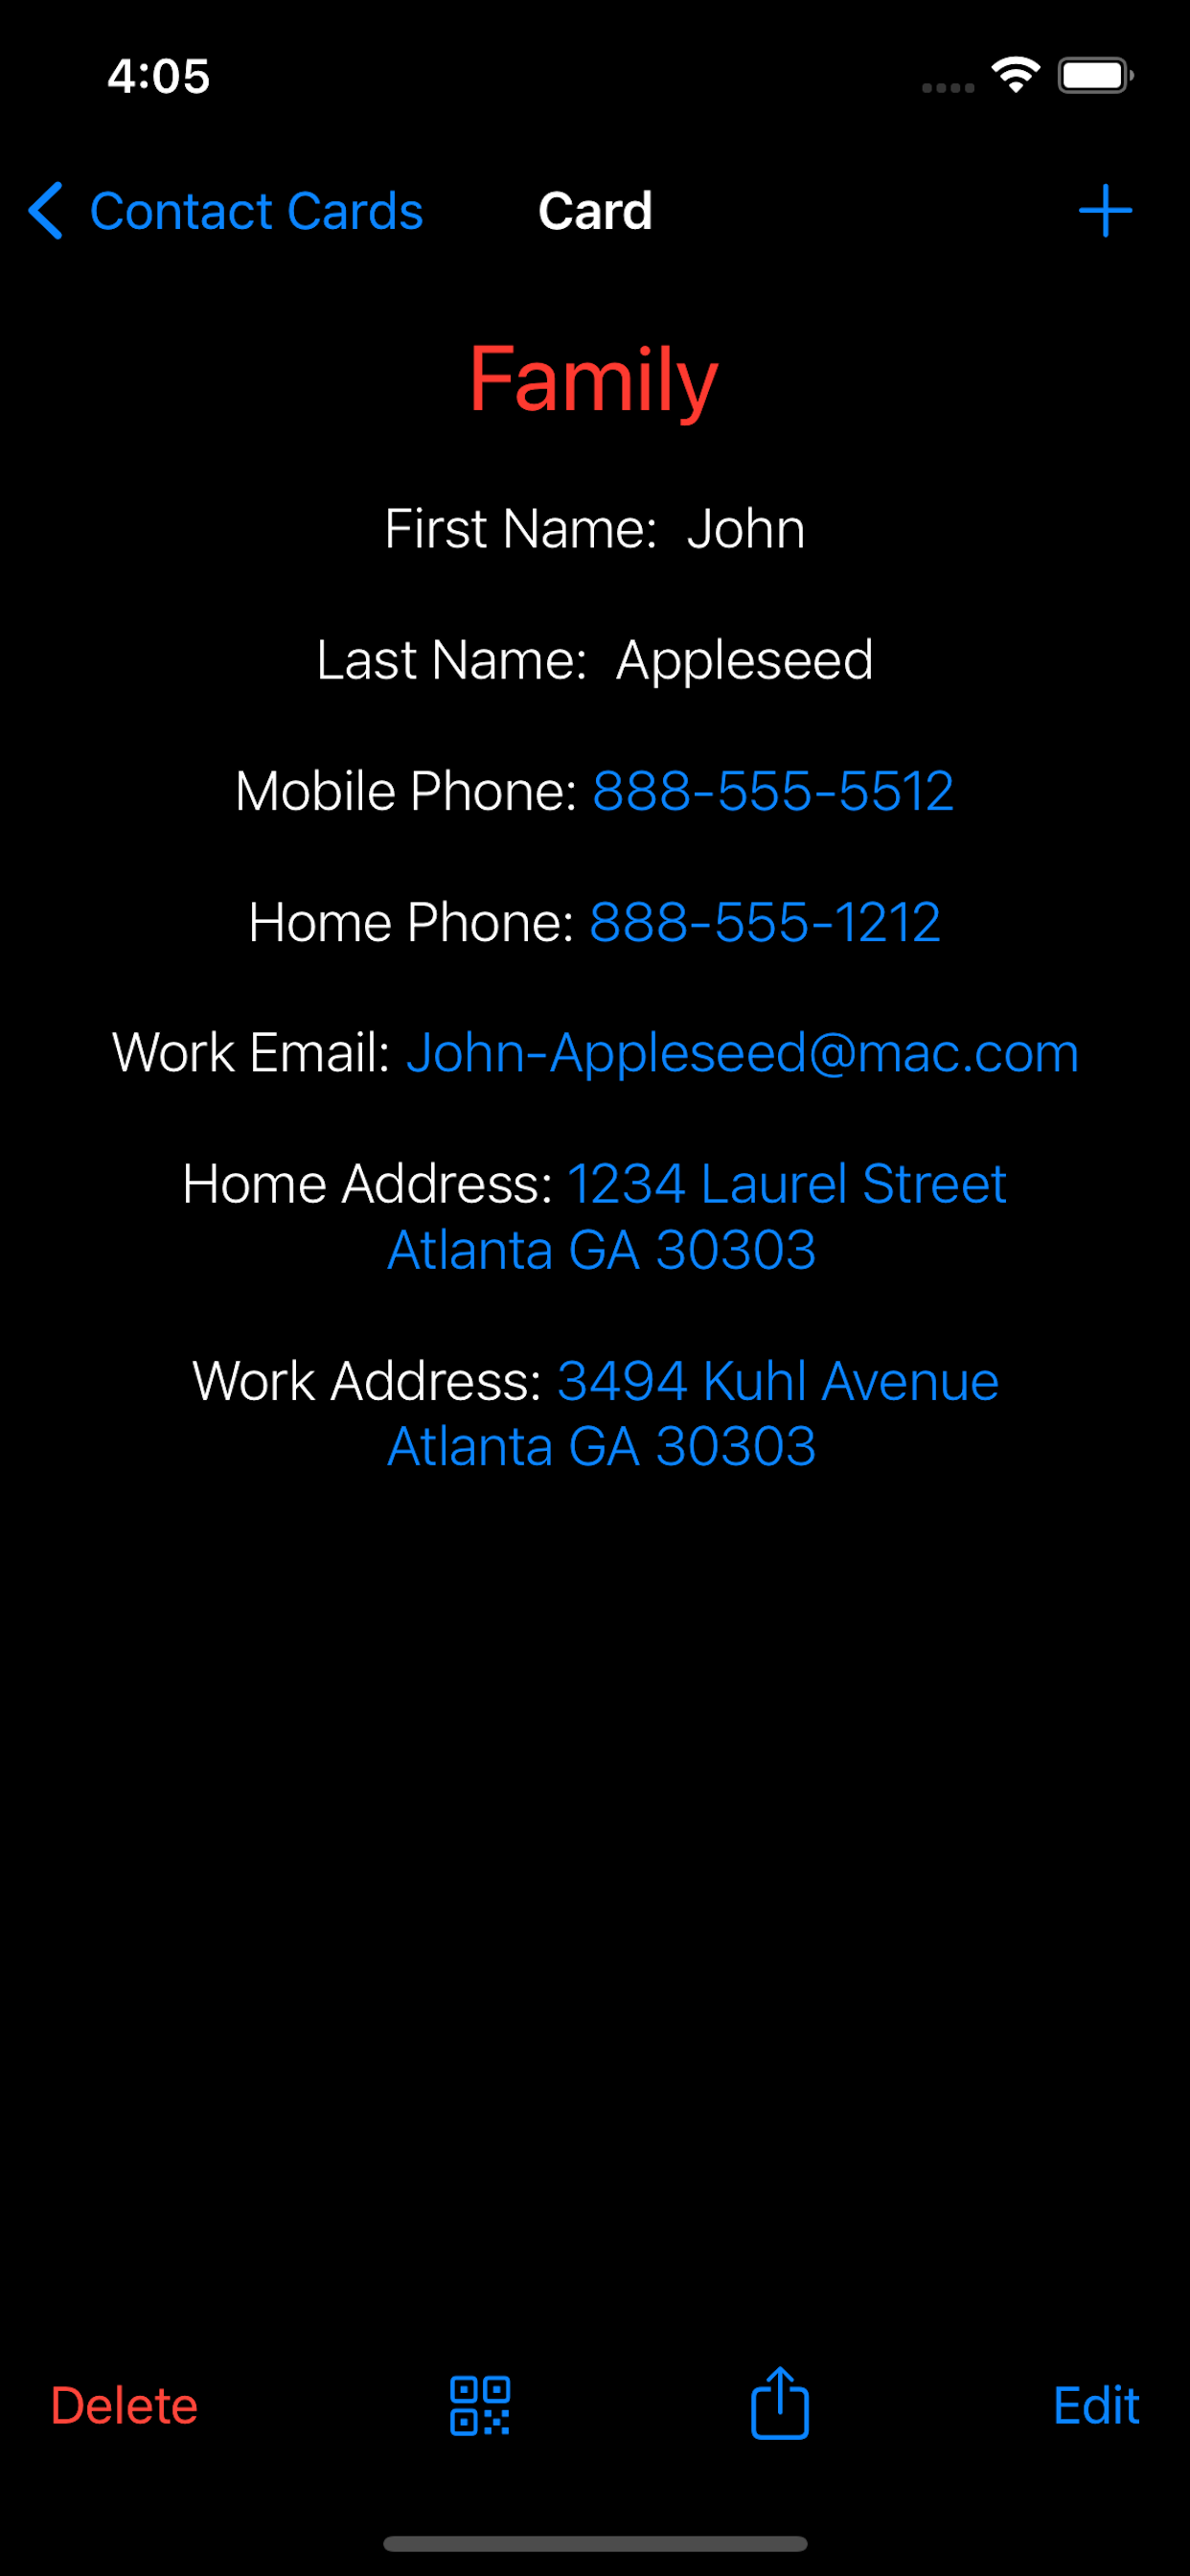 4:05
Contact Cards
Card
Family
First Name: John
Last Name: Appleseed
Mobile Phone: 888-555-5512
Home Phone: 888-555-1212
Work Email: John-Appleseed@mac.com
Home Address: 1234 Laurel Street
Atlanta GA 30303
Work Address: 3494 Kuhl Avenue
Atlanta GA 30303
Delete
Edit